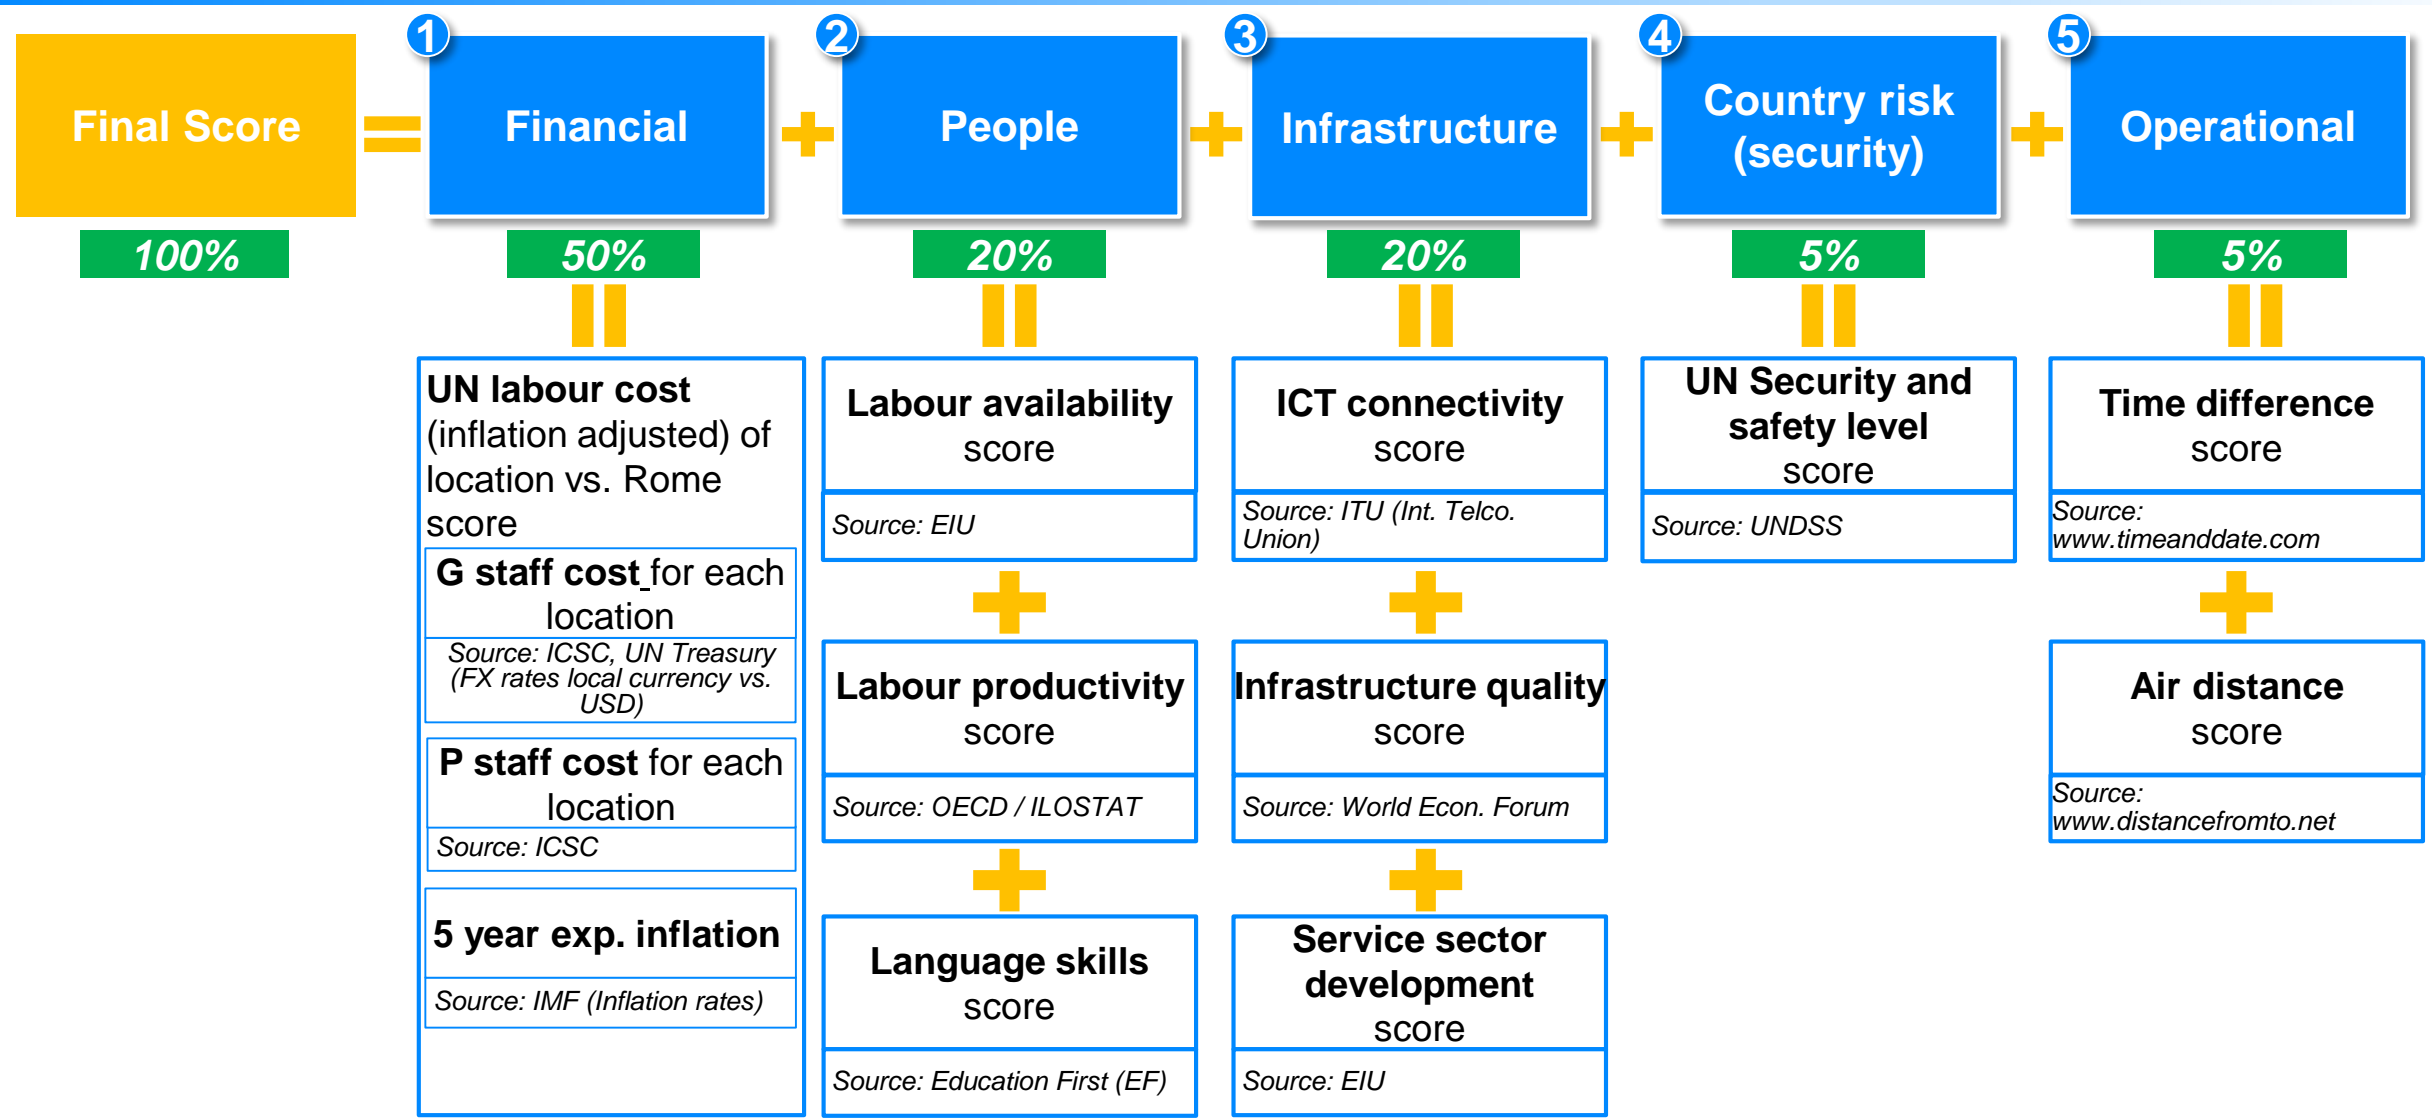 1
2
3
4
5
Final Score
Financial
People
Infrastructure
Country risk
(security)
Operational
100%
50%
20%
20%
5%
5%
UN labour cost
(inflation adjusted) of
location vs. Rome
score
G staff cost for each
location
Source: ICSC, UN Treasury
(FX rates local currency vs.
USD)
P staff cost for each
location
Source: ICSC
5 year exp. inflation
Source: IMF (Inflation rates)
Labour availability
score
Source: EIU
Labour productivity
score
Source: OECD / ILOSTAT
Language skills
score
Source: Education First (EF)
ICT connectivity
score
Source: ITU (Int. Telco.
Union)
Infrastructure quality
score
Source: World Econ. Forum
Service sector
development
score
Source: EIU
UN Security and
safety level
score
Source: UNDSS
Time difference
score
Source:
www.timeanddate.com
Air distance
score
Source:
www.distancefromto.net